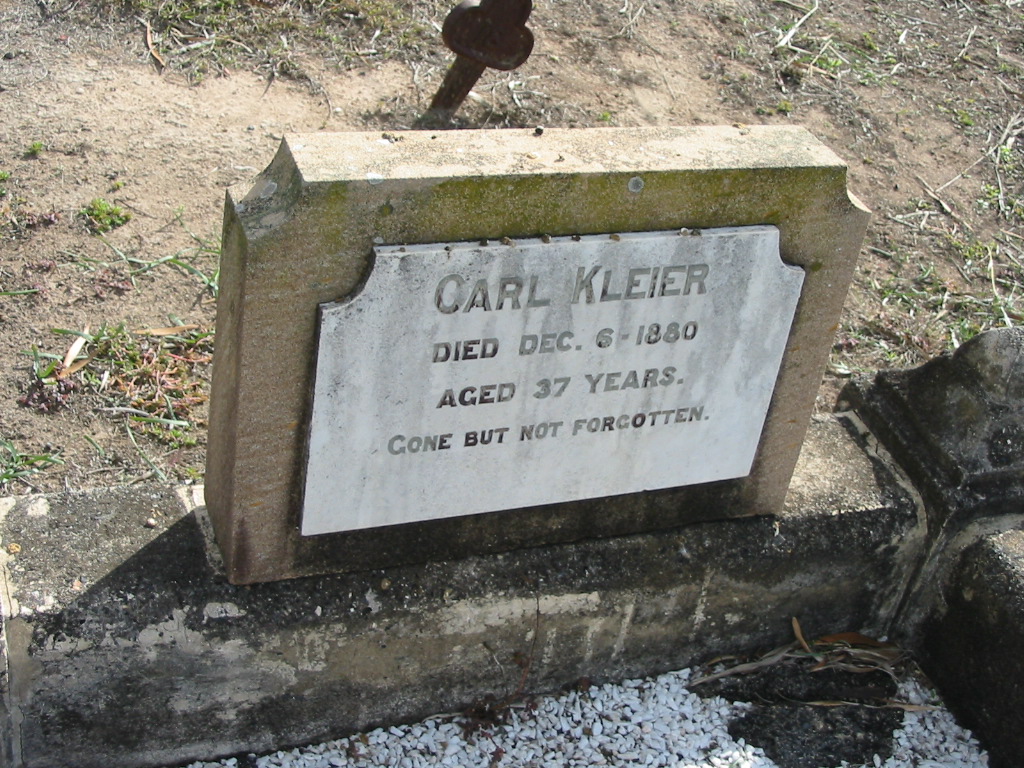 CARL KLEIER
DIED DEC. 6-1880
AGED 37 YEARS.
GONE BUT NOT FORGOTTEN.